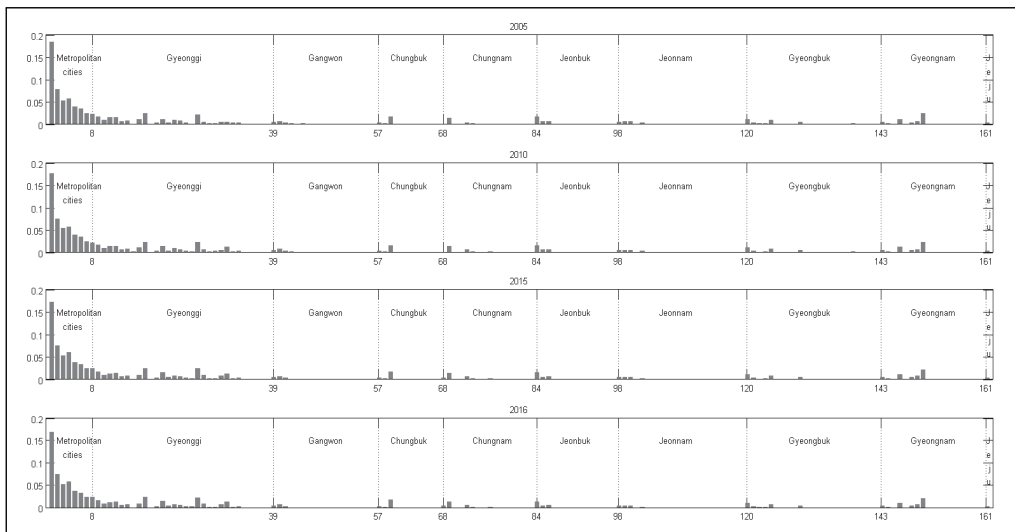 2005
0.2
0.15
0.1
0.05
0
Metropolitan
cities
Gyeonggi
Gangwon
Chungbuk
Chungnam
Jeonbuk
Jeonnam
Gyeongbuk
Gyeongnam
J
e
j
u
8 39 57 68 84 98 120 143 161
2010
0.2
0.15
0.1
0.05
0
Metropolitan
cities
Gyeonggi
Gangwon
Chungbuk
Chungnam
Jeonbuk
Jeonnam
Gyeongbuk
Gyeongnam
J
e
j
u
8 39 57 68 84 98 120 143 161
2015
0.2
0.15
0.1
0.05
0
Metropolitan
cities
Gyeonggi
Gangwon
Chungbuk
Chungnam
Jeonbuk
Jeonnam
Gyeongbuk
Gyeongnam
J
e
j
u
8 39 57 68 84 98 120 143 161
2016
0.2
0.15
0.1
0.05
0
Metropolitan
cities
Gyeonggi
Gangwon
Chungbuk
Chungnam
Jeonbuk
Jeonnam
Gyeongbuk
Gyeongnam
J
e
j
u
8 39 57 68 84 98 120 143 161